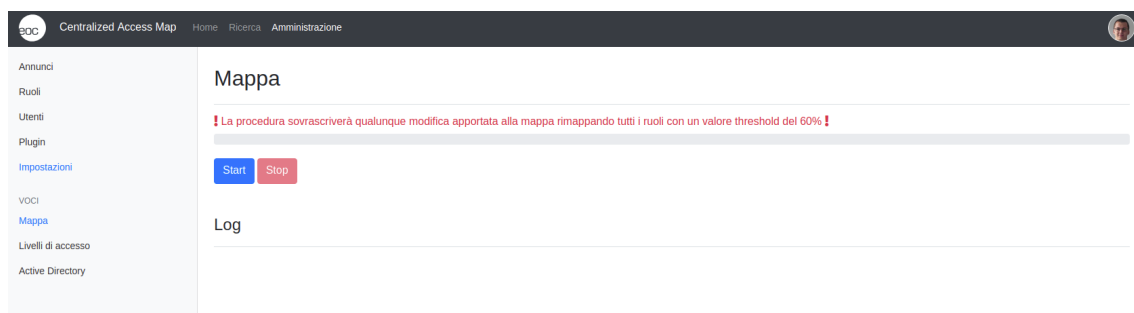 eoc Centralized Access Map Home Ricerca Amministrazione
Annunci
Ruoli
Utenti
Plugin
Impostazioni
VOCI
Mappa
Livelli di accesso
Active Directory
Mappa
! La procedura sovrascriverà qualunque modifica apportata alla mappa rimappando tutti i ruoli con un valore threshold del 60% !
Start Stop
Log